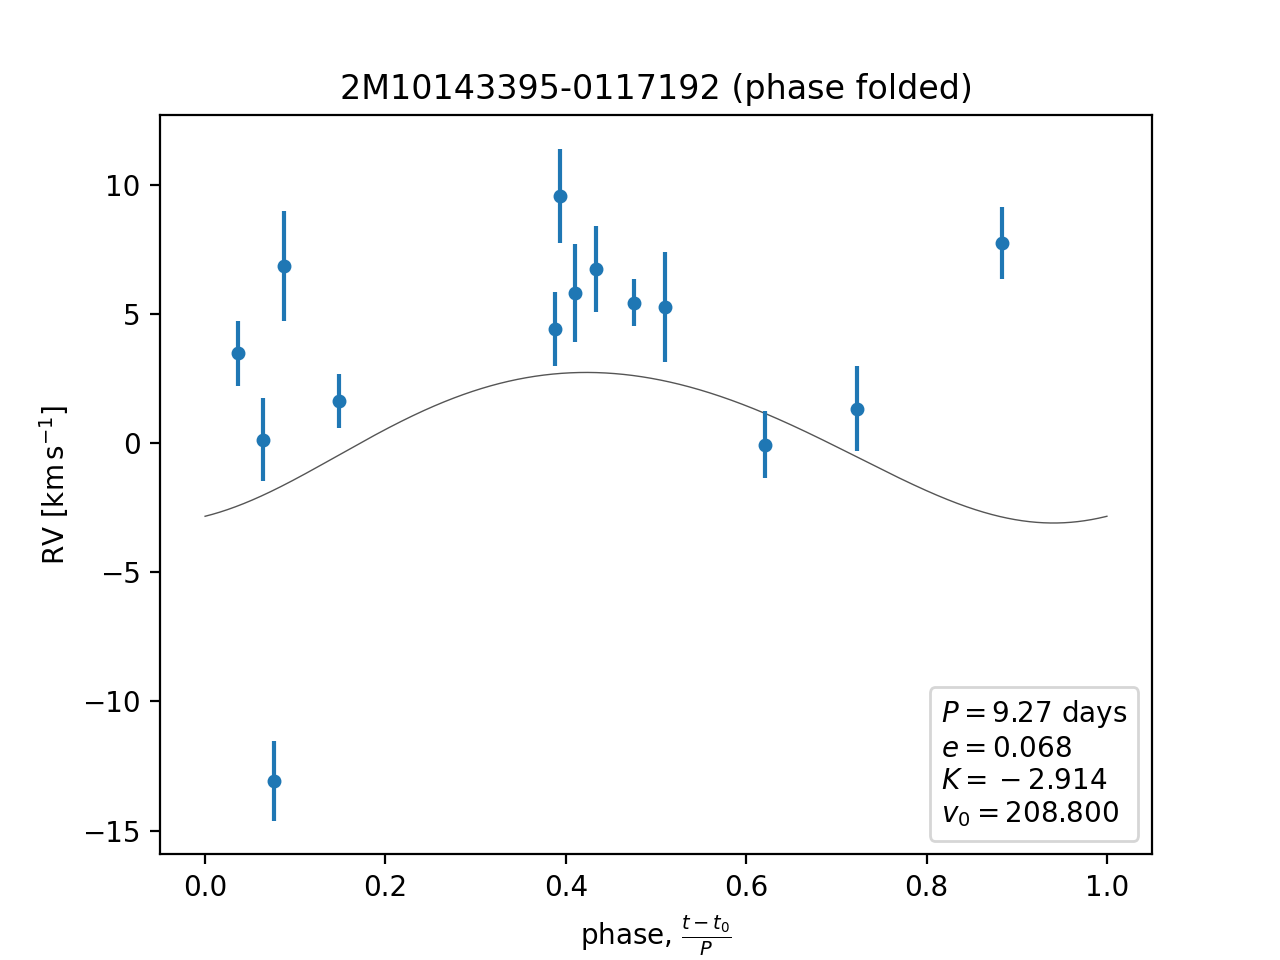 2M10143395-0117192 (phase folded)
RV [km s⁻¹]
10
5
0
−5
−10
−15
P = 9.27 days
e = 0.068
K = − 2.914
v₀ = 208.800
0.0 0.2 0.4 0.6 0.8 1.0
phase, (t − t₀)/P